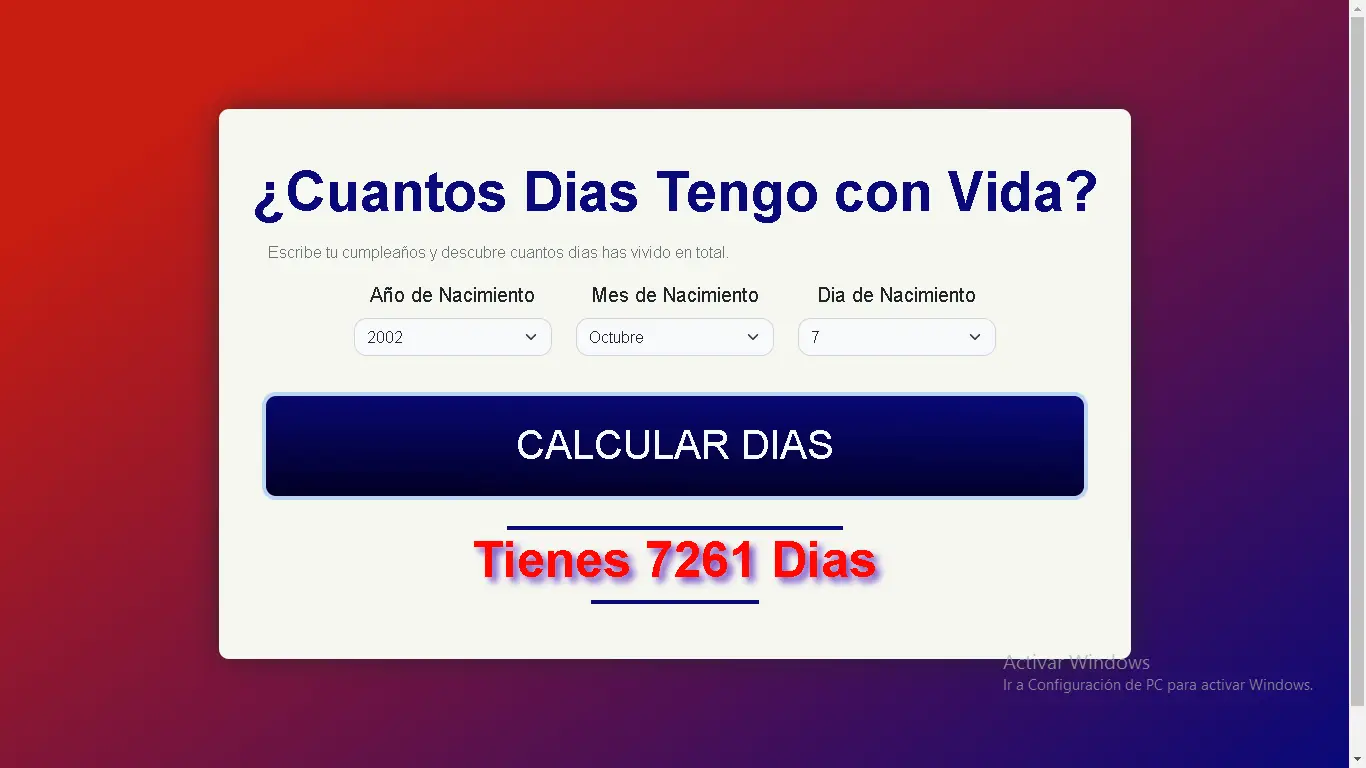 ¿Cuantos Dias Tengo con Vida?
Escribe tu cumpleaños y descubre cuantos dias has vivido en total.
Año de Nacimiento Mes de Nacimiento Dia de Nacimiento
2002 Octubre 7
CALCULAR DIAS
Tienes 7261 Dias
Activar Windows
Ir a Configuración de PC para activar Windows.